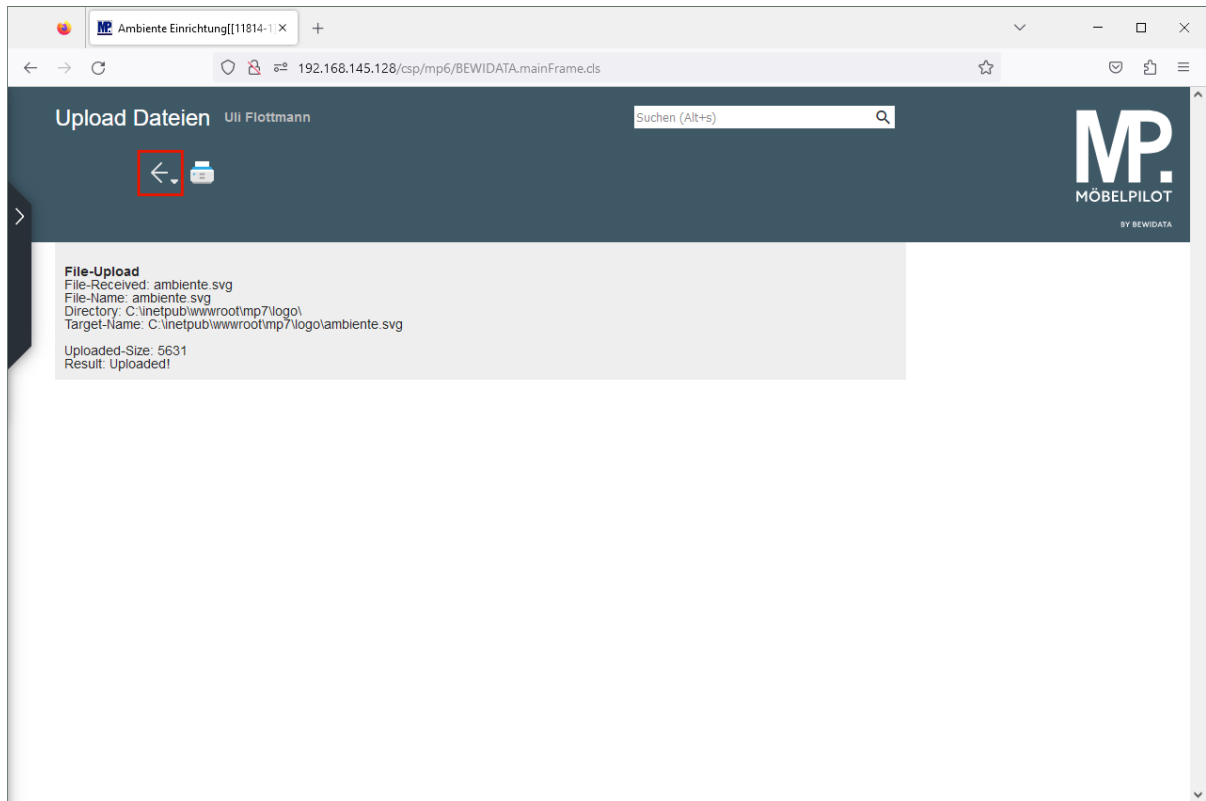 MP. Ambiente Einrichtung[[11814-1]
192.168.145.128/csp/mp6/BEWIDATA.mainFrame.cls
Upload Dateien Uli Flottmann
Suchen (Alt+s)
MP.
MÖBELPILOT
BY BEWIDATA
File-Upload
File-Received: ambiente.svg
File-Name: ambiente.svg
Directory: C:\inetpub\wwwroot\mp7\logo\
Target-Name: C:\inetpub\wwwroot\mp7\logo\ambiente.svg
Uploaded-Size: 5631
Result: Uploaded!